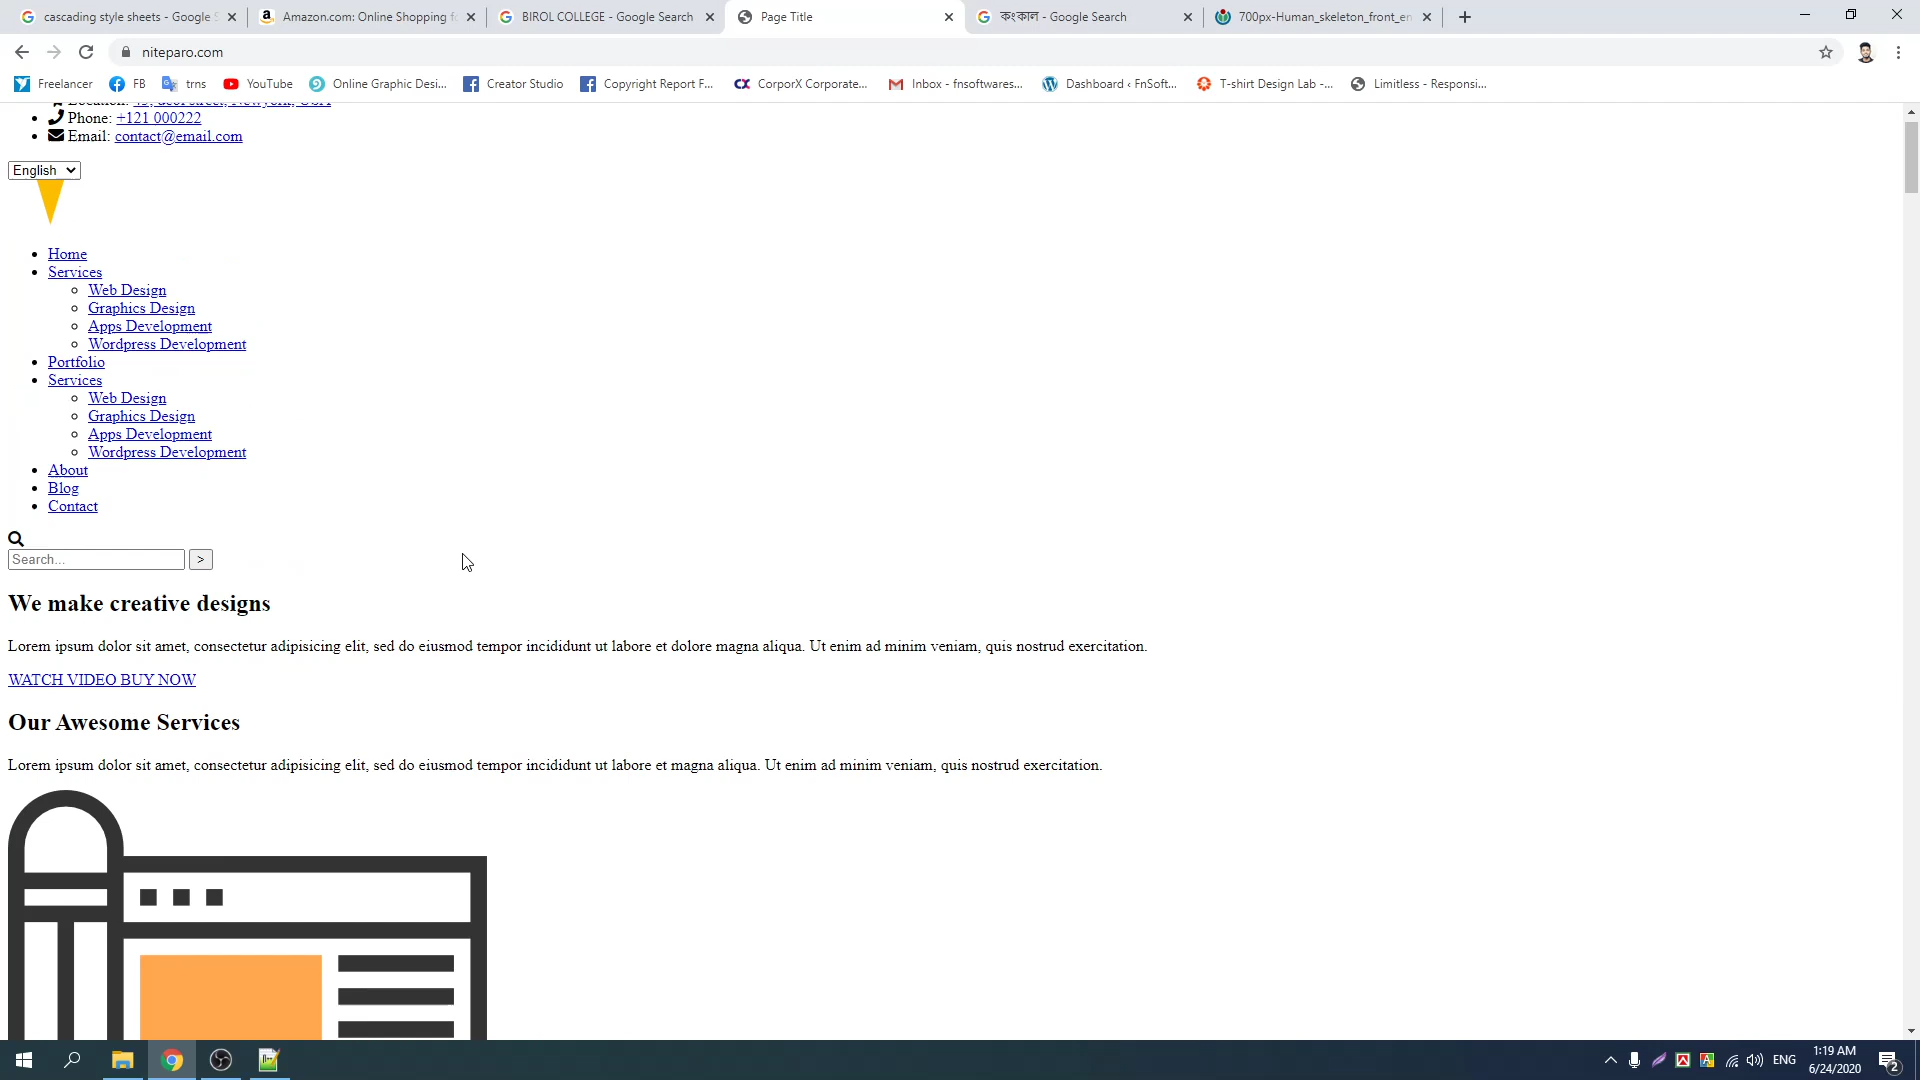 cascading style sheets - Google S
Amazon.com: Online Shopping f
BIROL COLLEGE - Google Search
Page Title
কংকাল - Google Search
700px-Human_skeleton_front_en
niteparo.com
Freelancer
FB
trns
YouTube
Online Graphic Desi...
Creator Studio
Copyright Report F...
CorporX Corporate...
Inbox - fnsoftwares...
Dashboard ‹ FnSoft...
T-shirt Design Lab -...
Limitless - Responsi...
Phone: +121 000222
Email: contact@email.com
English
Home
Services
Web Design
Graphics Design
Apps Development
Wordpress Development
Portfolio
Services
Web Design
Graphics Design
Apps Development
Wordpress Development
About
Blog
Contact
Search...
>
We make creative designs
Lorem ipsum dolor sit amet, consectetur adipisicing elit, sed do eiusmod tempor incididunt ut labore et dolore magna aliqua. Ut enim ad minim veniam, quis nostrud exercitation.
WATCH VIDEO BUY NOW
Our Awesome Services
Lorem ipsum dolor sit amet, consectetur adipisicing elit, sed do eiusmod tempor incididunt ut labore et magna aliqua. Ut enim ad minim veniam, quis nostrud exercitation.
ENG
1:19 AM
6/24/2020
2